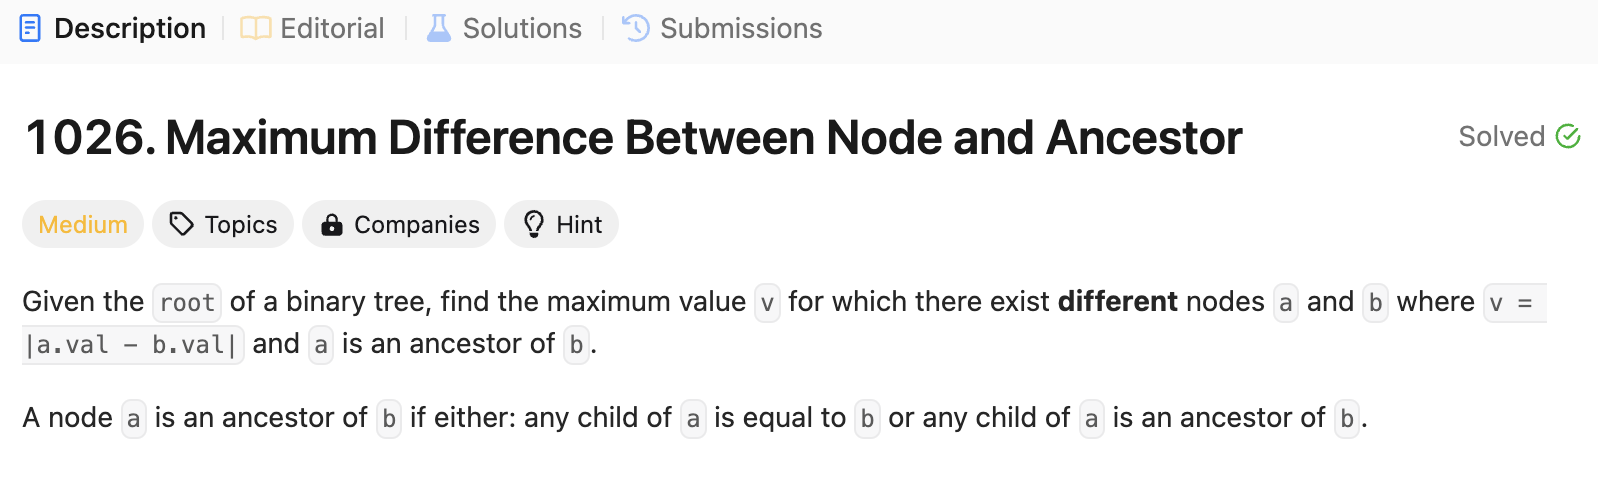 Description Editorial Solutions Submissions
1026. Maximum Difference Between Node and Ancestor Solved
Medium Topics Companies Hint
Given the root of a binary tree, find the maximum value v for which there exist different nodes a and b where v =
|a.val - b.val| and a is an ancestor of b.
A node a is an ancestor of b if either: any child of a is equal to b or any child of a is an ancestor of b.